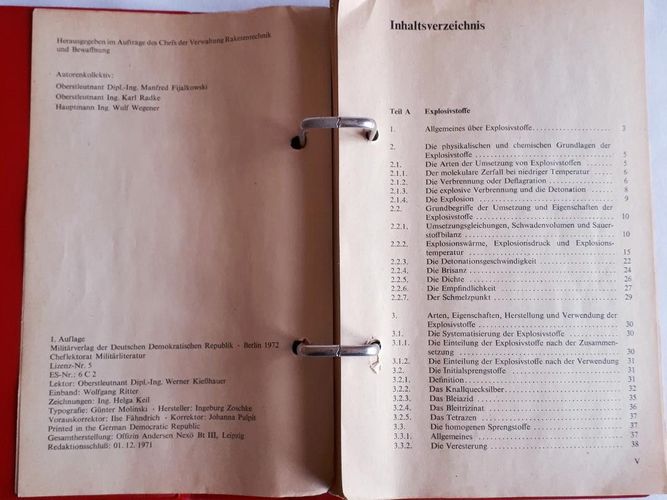 Herausgegeben im Auftrage des Chefs der Verwaltung Raketentechnik
und Bewaffnung
Autorenkollektiv:
Oberstleutnant Dipl.-Ing. Manfred Fijalkowski
Oberstleutnant Ing. Karl Radke
Hauptmann Ing. Wulf Wegener
1. Auflage
Militärverlag der Deutschen Demokratischen Republik · Berlin 1972
Cheflektorat Militärliteratur
Lizenz-Nr. 5
ES-Nr.: 6 C 2
Lektor: Oberstleutnant Dipl.-Ing. Werner Kießhauer
Einband: Wolfgang Ritter
Zeichnungen: Ing. Helga Keil
Typografie: Günter Molinski · Hersteller: Ingeburg Zoschke
Vorauskorrektor: Ilse Fähndrich · Korrektor: Johanna Pulpit
Printed in the German Democratic Republic
Gesamtherstellung: Offizin Andersen Nexö Bt III, Leipzig
Redaktionsschluß: 01. 12. 1971
Inhaltsverzeichnis
Teil A Explosivstoffe
1. Allgemeines über Explosivstoffe 3
2. Die physikalischen und chemischen Grundlagen der
Explosivstoffe 5
2.1. Die Arten der Umsetzung von Explosivstoffen 5
2.1.1. Der molekulare Zerfall bei niedriger Temperatur 6
2.1.2. Die Verbrennung oder Deflagration 6
2.1.3. Die explosive Verbrennung und die Detonation 8
2.1.4. Die Explosion 9
2.2. Grundbegriffe der Umsetzung und Eigenschaften der
Explosivstoffe 10
2.2.1. Umsetzungsgleichungen, Schwadenvolumen und Sauer-
stoffbilanz 10
2.2.2. Explosionswärme, Explosionsdruck und Explosions-
temperatur 15
2.2.3. Die Detonationsgeschwindigkeit 22
2.2.4. Die Brisanz 24
2.2.5. Die Dichte 26
2.2.6. Die Empfindlichkeit 27
2.2.7. Der Schmelzpunkt 29
3. Arten, Eigenschaften, Herstellung und Verwendung der
Explosivstoffe 30
3.1. Die Systematisierung der Explosivstoffe 30
3.1.1. Die Einteilung der Explosivstoffe nach der Zusammen-
setzung 30
3.1.2. Die Einteilung der Explosivstoffe nach der Verwendung 31
3.2. Die Initialsprengstoffe 31
3.2.1. Definition 31
3.2.2. Das Knallquecksilber 32
3.2.3. Das Bleiazid 35
3.2.4. Das Bleitrizinat 36
3.2.5. Das Tetrazen 37
3.3. Die homogenen Sprengstoffe 37
3.3.1. Allgemeines 37
3.3.2. Die Veresterung 38
V